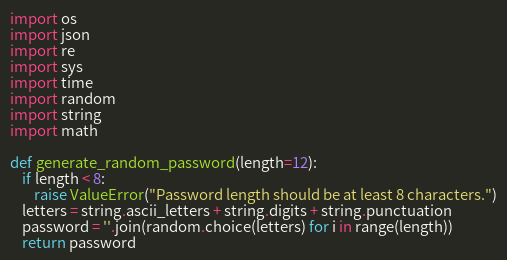 import os
import json
import re
import sys
import time
import random
import string
import math

def generate_random_password(length=12):
    if length < 8:
        raise ValueError("Password length should be at least 8 characters.")
    letters = string.ascii_letters + string.digits + string.punctuation
    password = ''.join(random.choice(letters) for i in range(length))
    return password